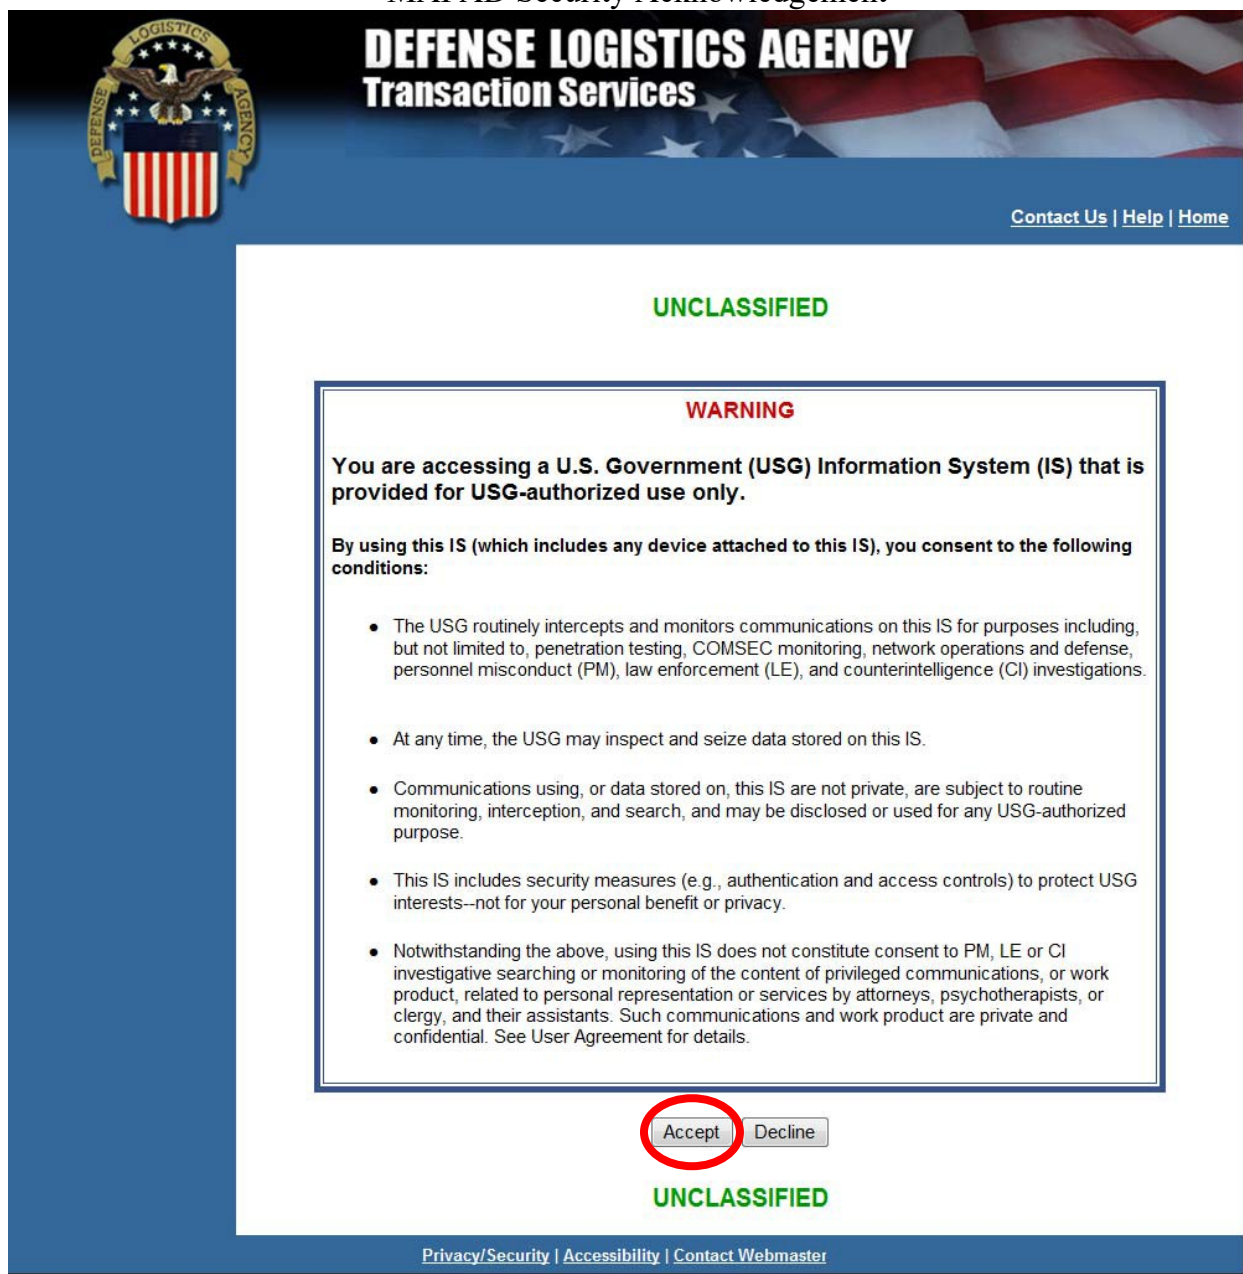 MAPAD Security Acknowledgement
DEFENSE LOGISTICS AGENCY
Transaction Services
DEFENSE LOGISTICS AGENCY
Contact Us | Help | Home
UNCLASSIFIED
WARNING
You are accessing a U.S. Government (USG) Information System (IS) that is
provided for USG-authorized use only.
By using this IS (which includes any device attached to this IS), you consent to the following
conditions:
● The USG routinely intercepts and monitors communications on this IS for purposes including,
but not limited to, penetration testing, COMSEC monitoring, network operations and defense,
personnel misconduct (PM), law enforcement (LE), and counterintelligence (CI) investigations.
● At any time, the USG may inspect and seize data stored on this IS.
● Communications using, or data stored on, this IS are not private, are subject to routine
monitoring, interception, and search, and may be disclosed or used for any USG-authorized
purpose.
● This IS includes security measures (e.g., authentication and access controls) to protect USG
interests--not for your personal benefit or privacy.
● Notwithstanding the above, using this IS does not constitute consent to PM, LE or CI
investigative searching or monitoring of the content of privileged communications, or work
product, related to personal representation or services by attorneys, psychotherapists, or
clergy, and their assistants. Such communications and work product are private and
confidential. See User Agreement for details.
Accept Decline
UNCLASSIFIED
Privacy/Security | Accessibility | Contact Webmaster